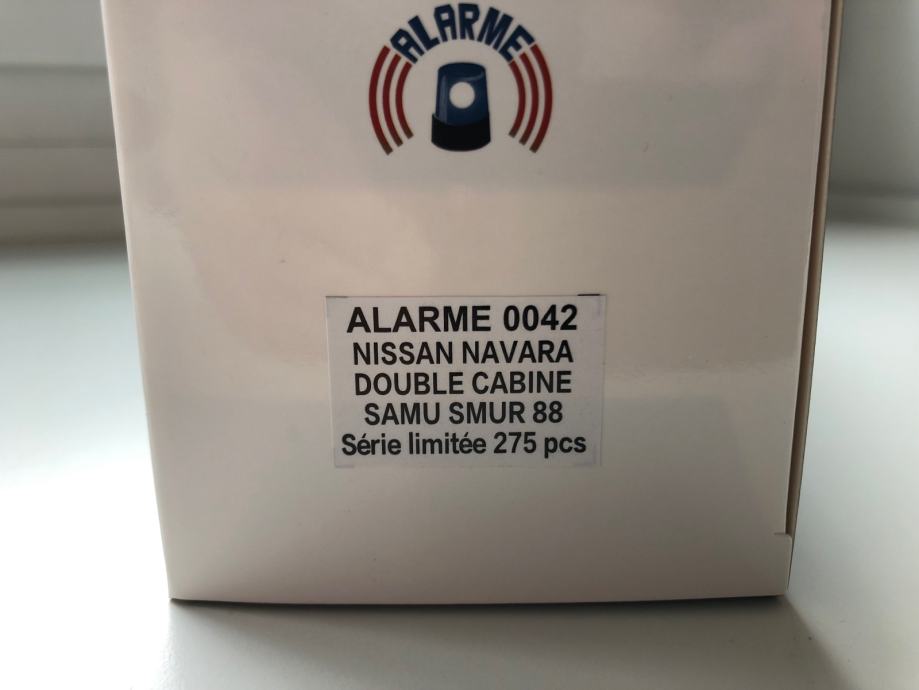 ALARME
ALARME 0042
NISSAN NAVARA
DOUBLE CABINE
SAMU SMUR 88
Série limitée 275 pcs